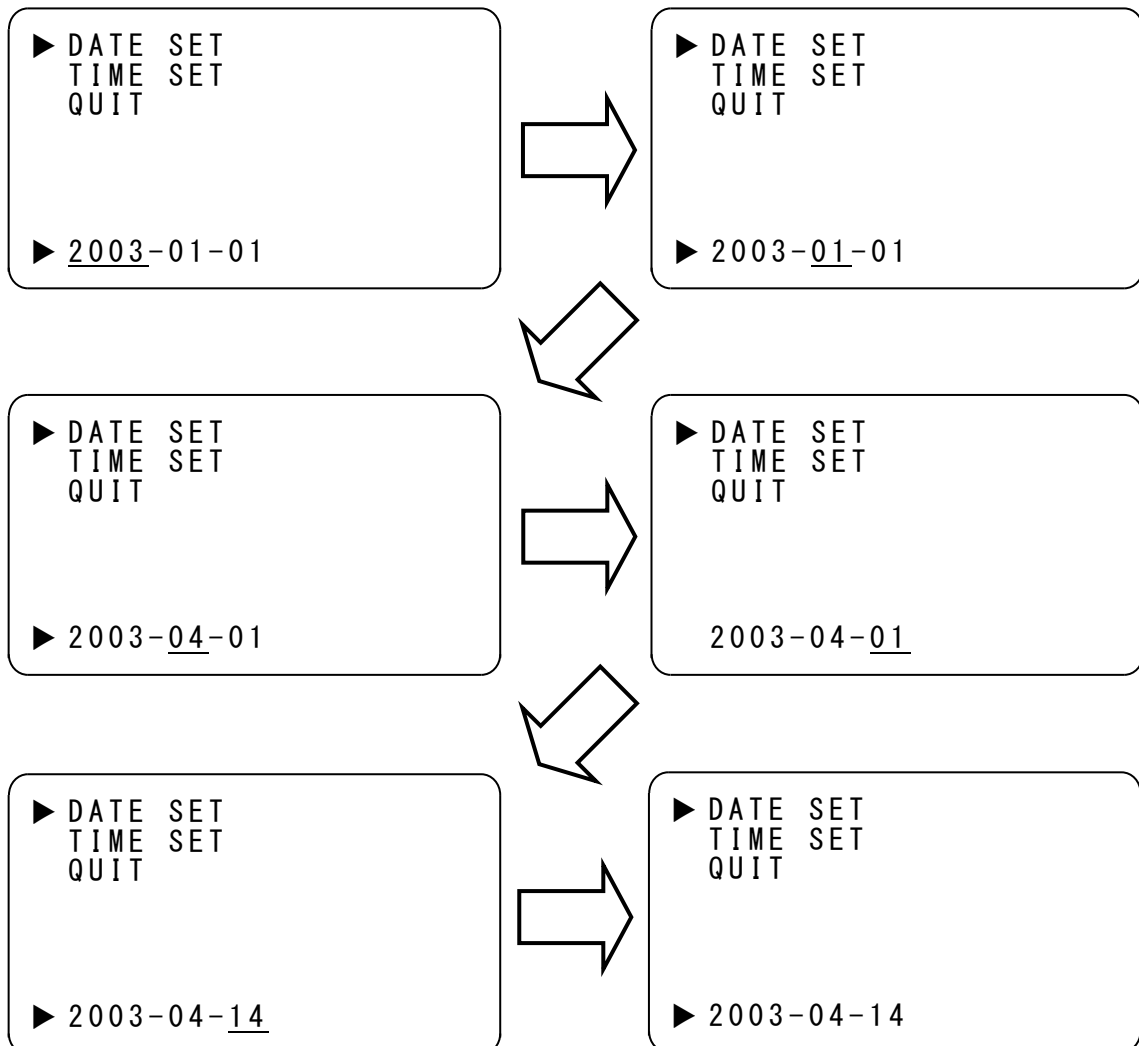 ▶ DATE SET
TIME SET
QUIT
▶ 2003-01-01
▶ DATE SET
TIME SET
QUIT
▶ 2003-01-01
▶ DATE SET
TIME SET
QUIT
▶ 2003-04-01
▶ DATE SET
TIME SET
QUIT
2003-04-01
▶ DATE SET
TIME SET
QUIT
▶ 2003-04-14
▶ DATE SET
TIME SET
QUIT
▶ 2003-04-14